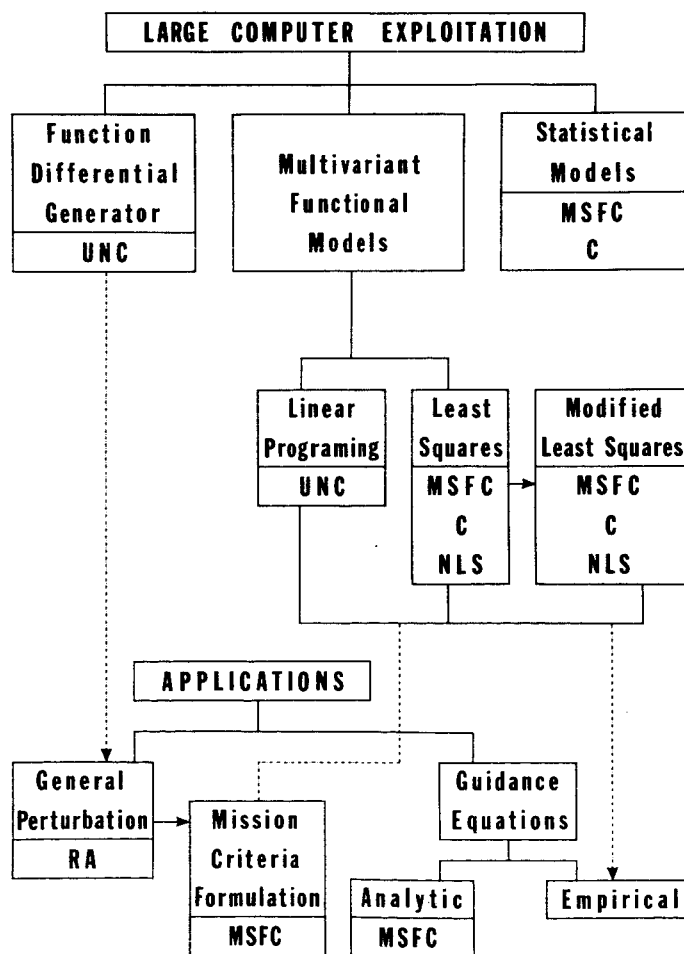 LARGE COMPUTER EXPLOITATION
Function
Differential
Generator
UNC
Multivariant
Functional
Models
Statistical
Models
MSFC
C
Linear
Programing
UNC
Least
Squares
MSFC
C
NLS
Modified
Least Squares
MSFC
C
NLS
APPLICATIONS
General
Perturbation
RA
Mission
Criteria
Formulation
MSFC
Guidance
Equations
Analytic
MSFC
Empirical